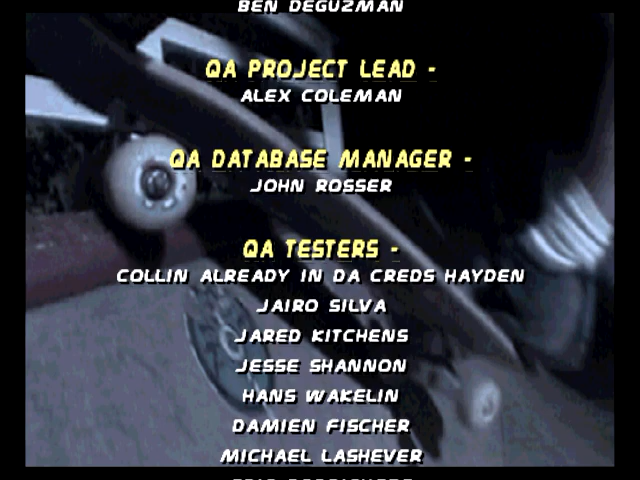 BEN DEGUZMAN
QA PROJECT LEAD -
ALEX COLEMAN
QA DATABASE MANAGER -
JOHN ROSSER
QA TESTERS -
COLLIN ALREADY IN DA CREDS HAYDEN
JAIRO SILVA
JARED KITCHENS
JESSE SHANNON
HANS WAKELIN
DAMIEN FISCHER
MICHAEL LASHEVER